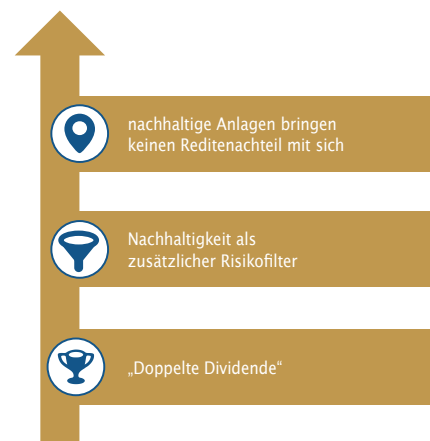 nachhaltige Anlagen bringen
keinen Reditenachteil mit sich
Nachhaltigkeit als
zusätzlicher Risikofilter
„Doppelte Dividende“